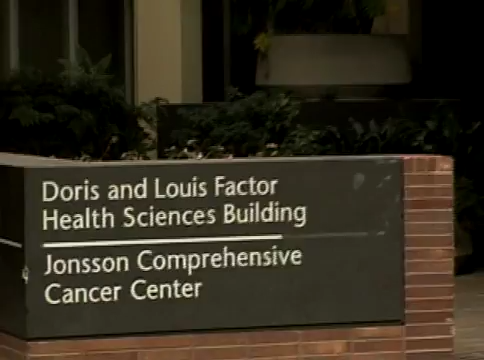 Doris and Louis Factor
Health Sciences Building
Jonsson Comprehensive
Cancer Center